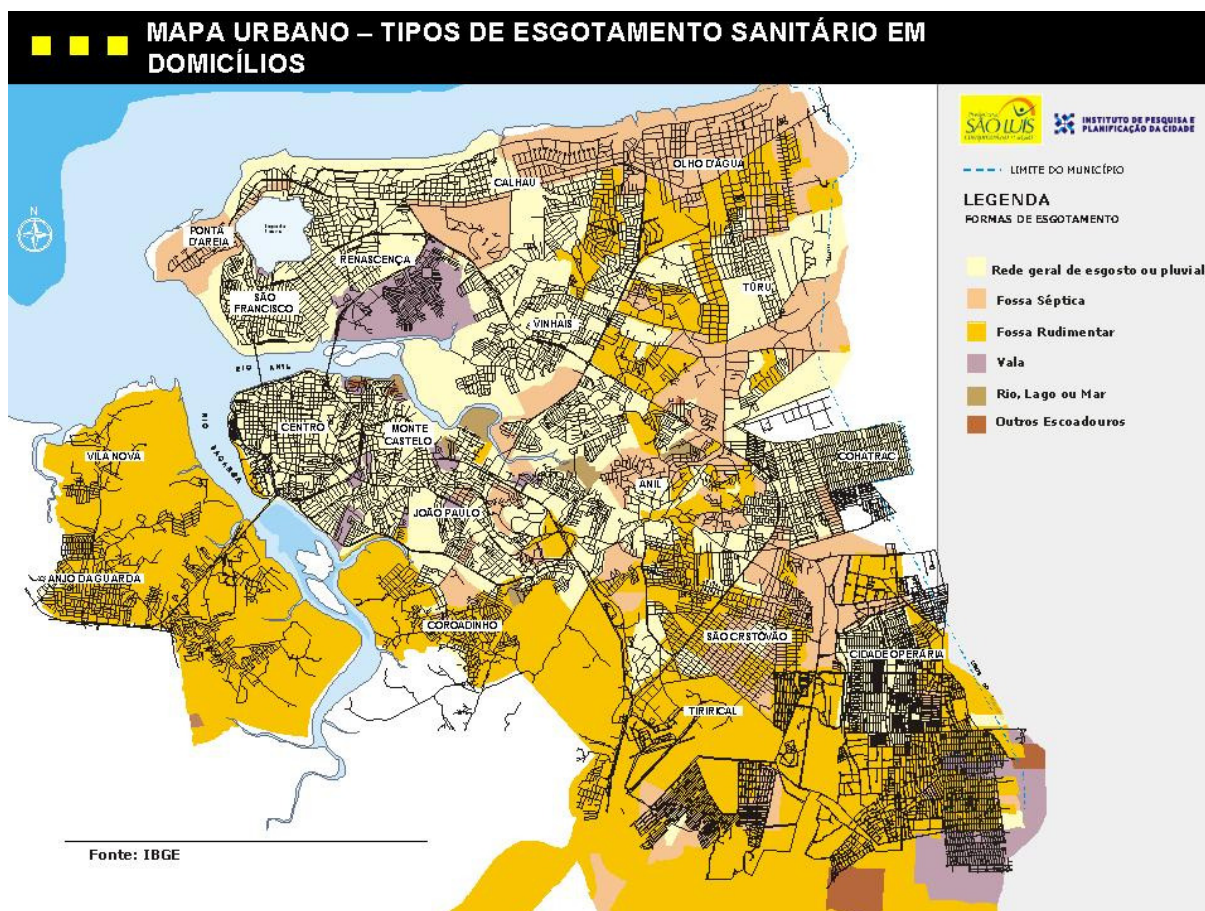 MAPA URBANO – TIPOS DE ESGOTAMENTO SANITÁRIO EM
DOMICÍLIOS
SÃO LUÍS
INSTITUTO DE PESQUISA E
PLANIFICAÇÃO DA CIDADE
LIMITE DO MUNICÍPIO
LEGENDA
FORMAS DE ESGOTAMENTO
Rede geral de esgosto ou pluvial
Fossa Séptica
Fossa Rudimentar
Vala
Rio, Lago ou Mar
Outros Escoadouros
N
OLHO D'ÁGUA
CALHAU
PONTA
D'AREIA
RENASCENÇA
SÃO
FRANCISCO
TÚRU
VINHAIS
RIO ANIL
RIO BACANGA
CENTRO
MONTE
CASTELO
VILA NOVA
COHATRAC
ANIL
JOÃO PAULO
ANJO DA GUARDA
COROADINHO
SÃO CRSTÓVÃO
CIDADE OPERÁRIA
TIRIRICAL
Fonte: IBGE